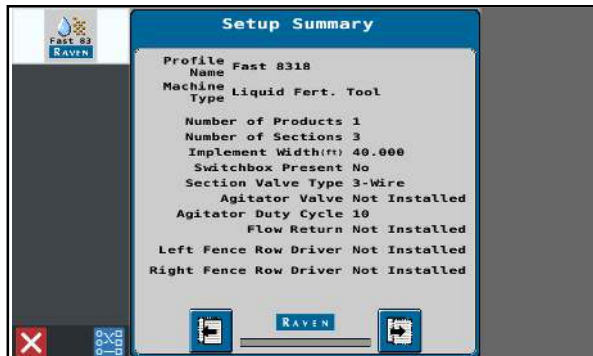 Setup Summary
Fast 83
RAVEN
Profile Name Fast 8318
Machine Type Liquid Fert. Tool
Number of Products 1
Number of Sections 3
Implement Width(ft) 40.000
Switchbox Present No
Section Valve Type 3-Wire
Agitator Valve Not Installed
Agitator Duty Cycle 10
Flow Return Not Installed
Left Fence Row Driver Not Installed
Right Fence Row Driver Not Installed
RAVEN